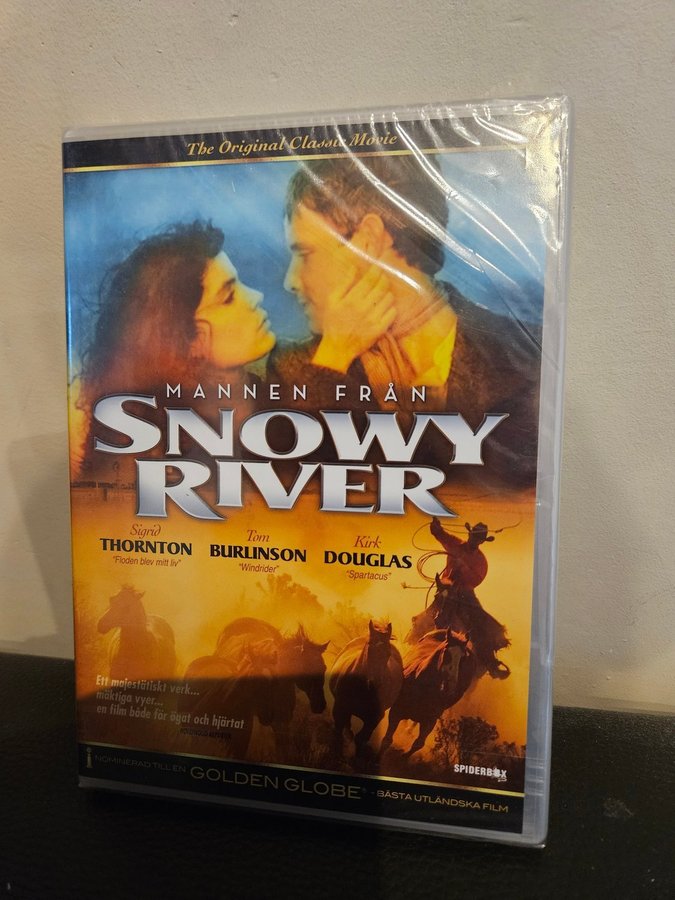 The Original Classic Movie
MANNEN FRÅN
SNOWY
RIVER
Sigrid
THORNTON
"Floden blev mitt liv"
Tom
BURLINSON
"Windrider"
Kirk
DOUGLAS
"Spartacus"
Ett majestätiskt verk...
mäktiga vyer...
en film både för ögat och hjärtat
SPIDERBOX
NOMINERAD TILL EN GOLDEN GLOBE® - BÄSTA UTLÄNDSKA FILM